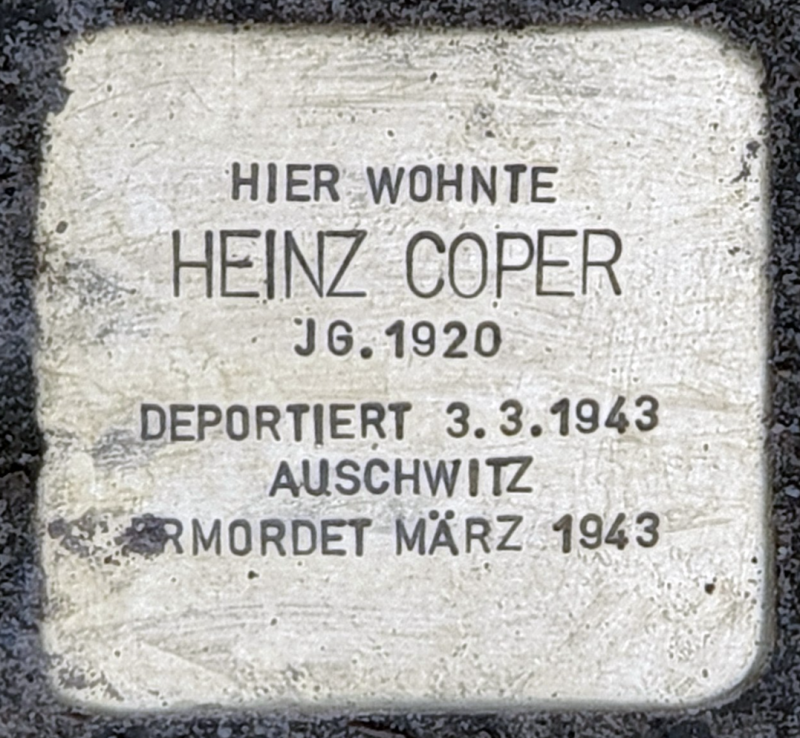 HIER WOHNTE
HEINZ COPER
JG. 1920
DEPORTIERT 3.3.1943
AUSCHWITZ
ERMORDET MÄRZ 1943